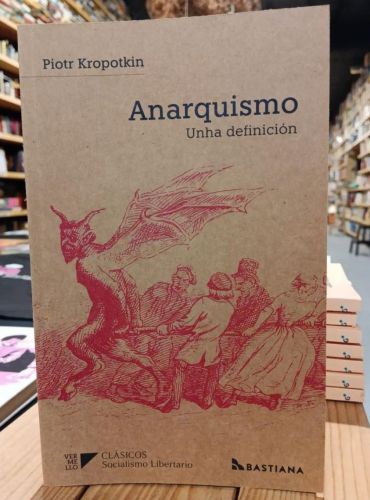 Piotr Kropotkin
Anarquismo
Unha definición
VER
ME
LLO
CLÁSICOS
Socialismo Libertario
BASTIANA